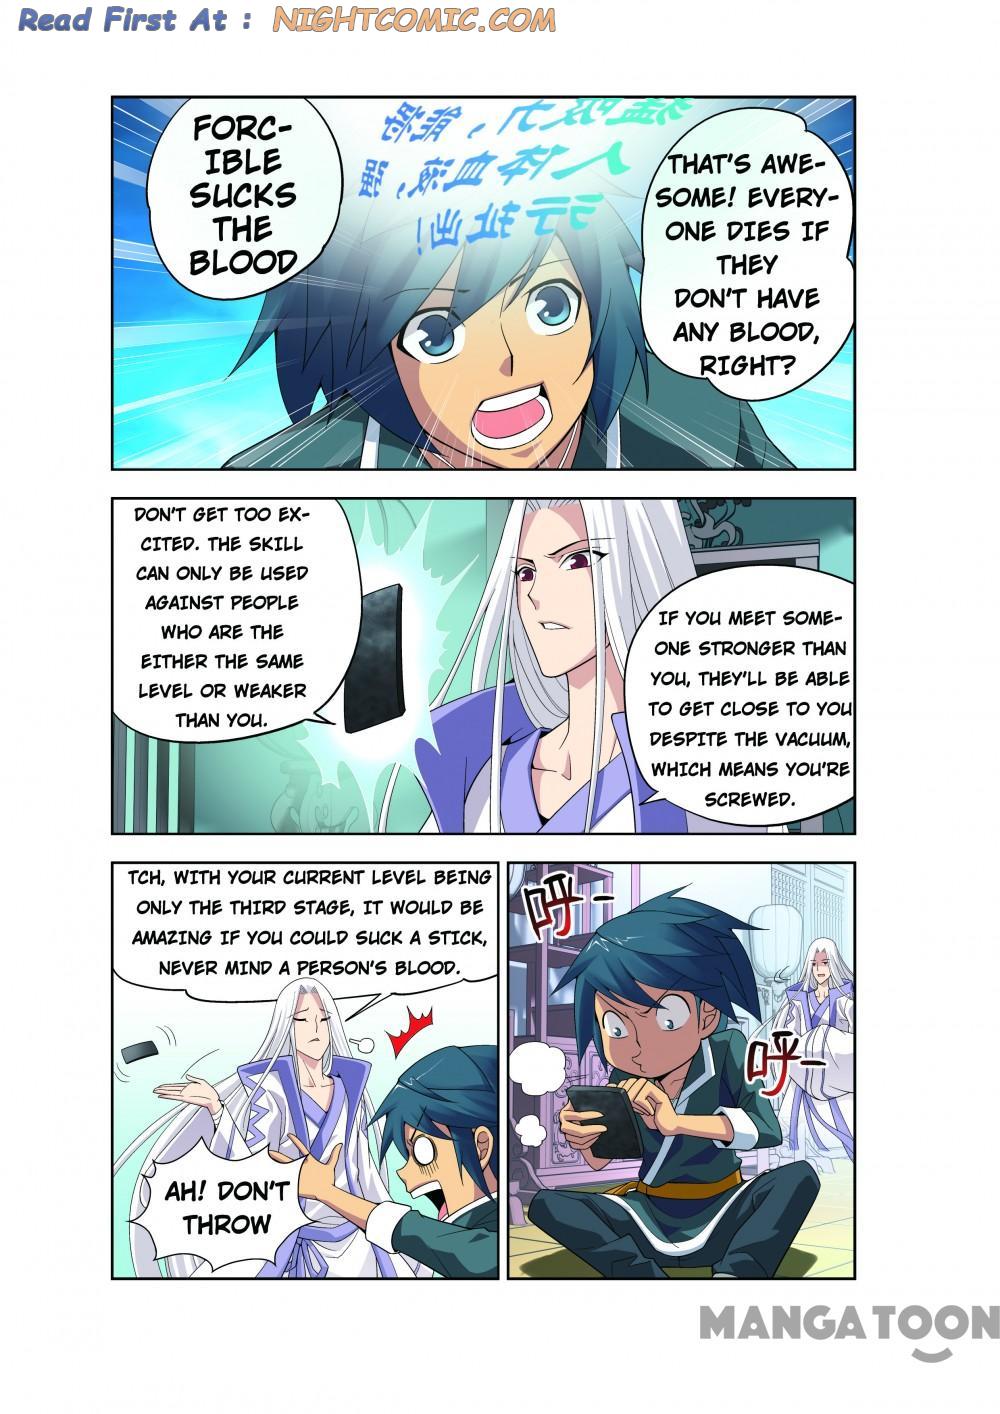 Read First At : NIGHTCOMIC.COM
FORC-
IBLE
SUCKS
THE
BLOOD
THAT'S AWE-
SOME! EVERY-
ONE DIES IF
THEY
DON'T HAVE
ANY BLOOD,
RIGHT?
DON'T GET TOO EX-
CITED. THE SKILL
CAN ONLY BE USED
AGAINST PEOPLE
WHO ARE THE
EITHER THE SAME
LEVEL OR WEAKER
THAN YOU.
IF YOU MEET SOME-
ONE STRONGER THAN
YOU, THEY'LL BE ABLE
TO GET CLOSE TO YOU
DESPITE THE VACUUM,
WHICH MEANS YOU'RE
SCREWED.
TCH, WITH YOUR CURRENT LEVEL BEING
ONLY THE THIRD STAGE, IT WOULD BE
AMAZING IF YOU COULD SUCK A STICK,
NEVER MIND A PERSON'S BLOOD.
AH! DON'T
THROW
呼-
呼-
MANGATOON